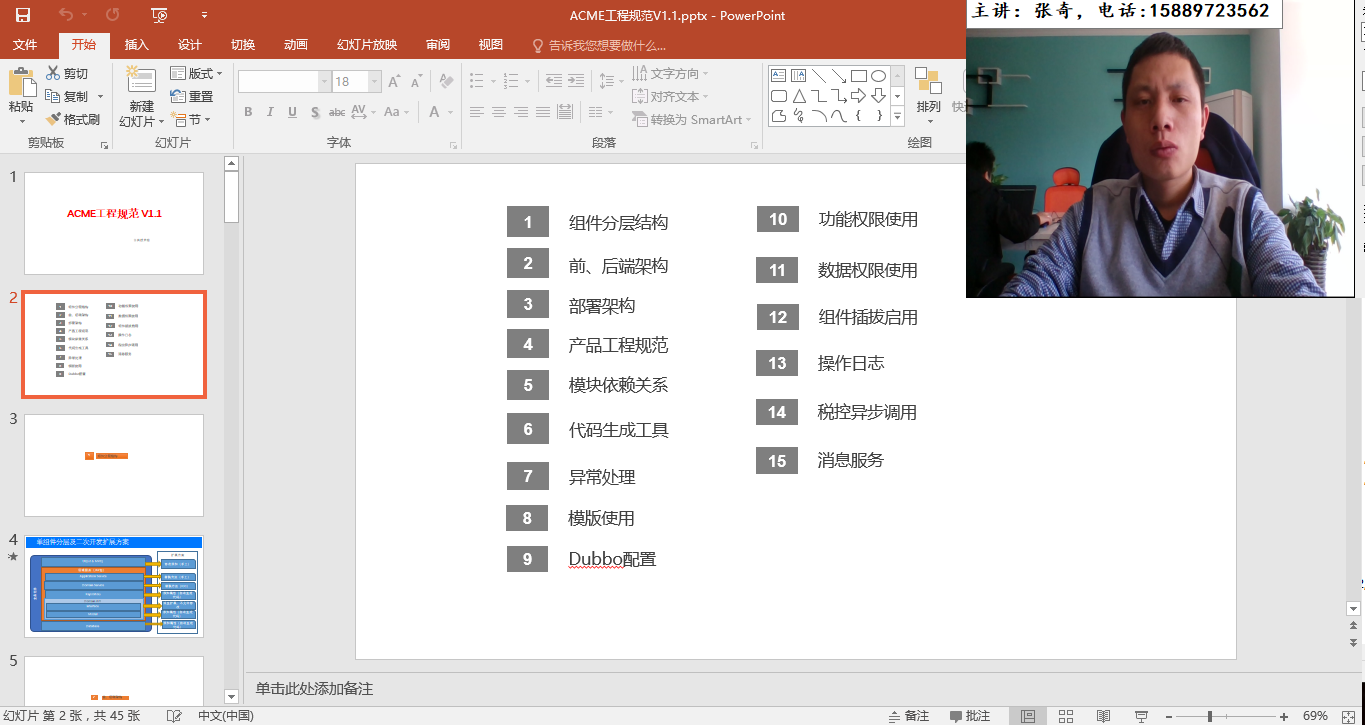 ACME工程规范V1.1.pptx - PowerPoint
主讲：张奇，电话:15889723562
文件 开始 插入 设计 切换 动画 幻灯片放映 审阅 视图 告诉我您想要做什么...
粘贴 剪切 复制 格式刷
新建 幻灯片 版式 重置 节
18
B I U S abc AV Aa A
文字方向
对齐文本
转换为 SmartArt
排列
剪贴板 幻灯片 字体 段落 绘图
1
ACME工程规范 V1.1
2
3
4
单组件分层及二次开发扩展方案
5
1 组件分层结构
2 前、后端架构
3 部署架构
4 产品工程规范
5 模块依赖关系
6 代码生成工具
7 异常处理
8 模版使用
9 Dubbo配置
10 功能权限使用
11 数据权限使用
12 组件插拔启用
13 操作日志
14 税控异步调用
15 消息服务
单击此处添加备注
幻灯片 第 2 张，共 45 张 中文(中国) 备注 批注 69%